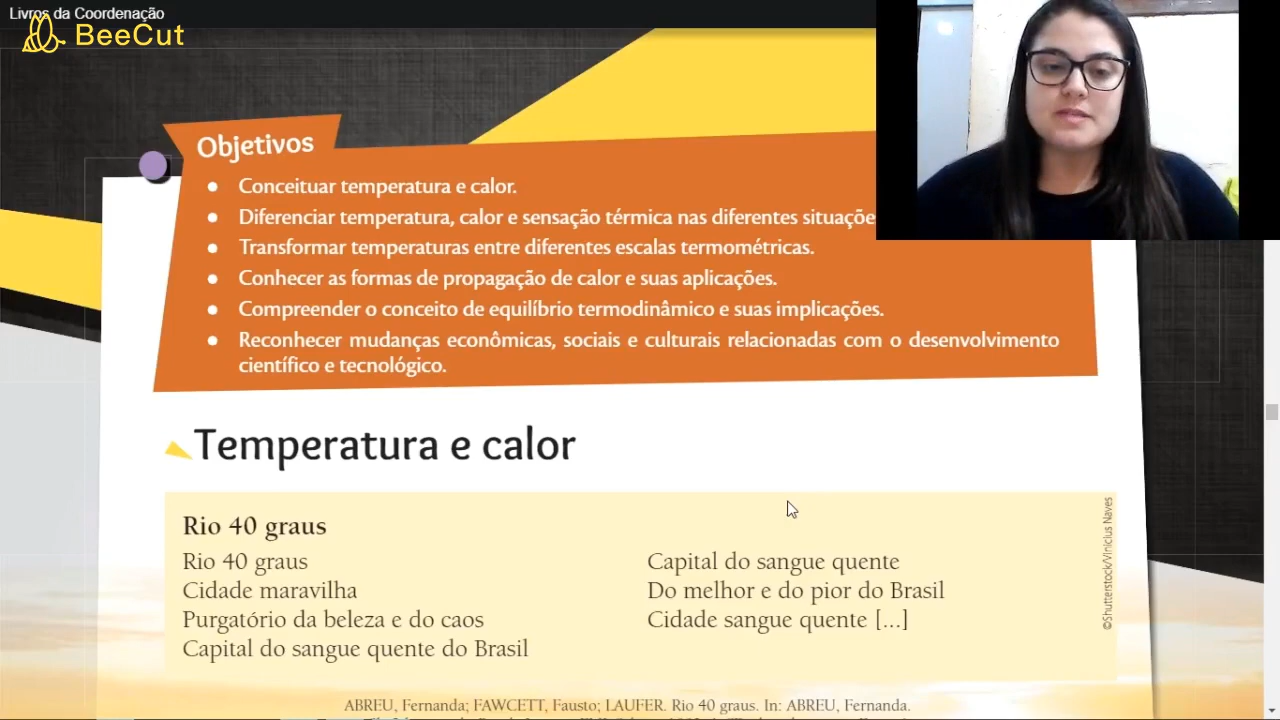 Livros da Coordenação
BeeCut
Objetivos
• Conceituar temperatura e calor.
• Diferenciar temperatura, calor e sensação térmica nas diferentes situaçõe
• Transformar temperaturas entre diferentes escalas termométricas.
• Conhecer as formas de propagação de calor e suas aplicações.
• Compreender o conceito de equilíbrio termodinâmico e suas implicações.
• Reconhecer mudanças econômicas, sociais e culturais relacionadas com o desenvolvimento
científico e tecnológico.
Temperatura e calor
Rio 40 graus
Rio 40 graus
Cidade maravilha
Purgatório da beleza e do caos
Capital do sangue quente do Brasil
Capital do sangue quente
Do melhor e do pior do Brasil
Cidade sangue quente [...]
©Shutterstock/Vinicius Naves
ABREU, Fernanda; FAWCETT, Fausto; LAUFER. Rio 40 graus. In: ABREU, Fernanda.